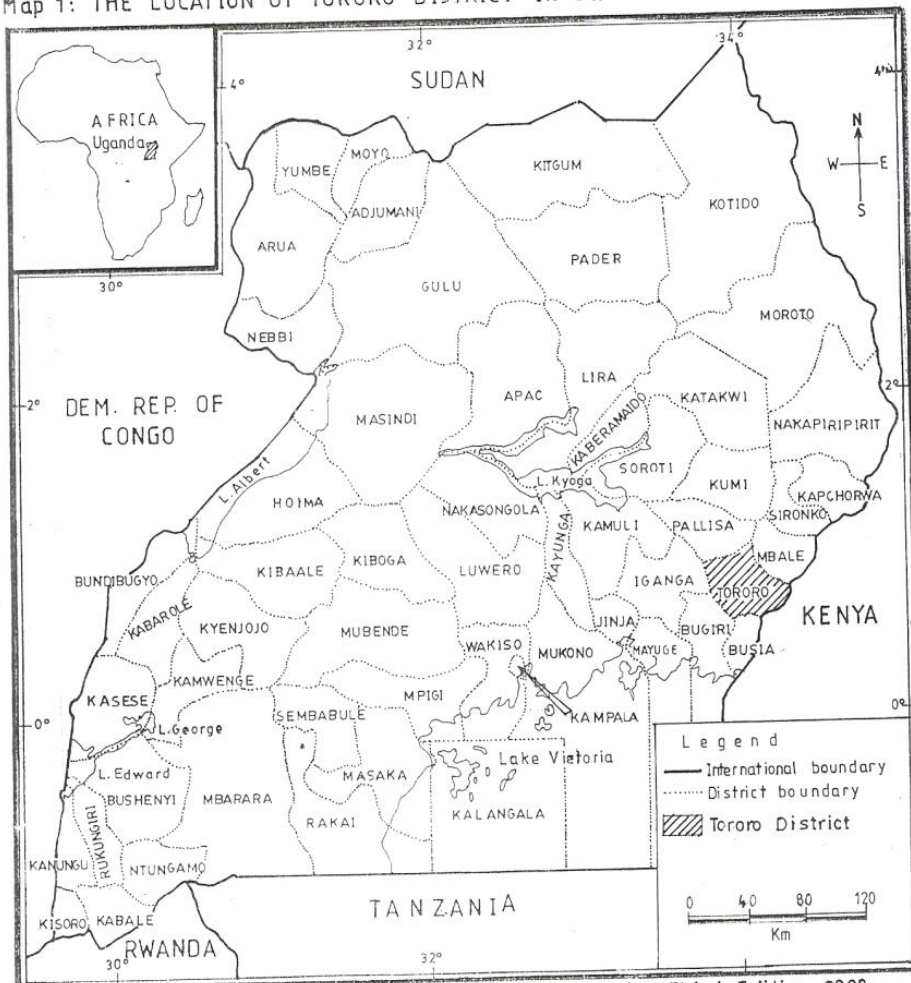 Map 1: THE LOCATION OF TORORO DISTRICT IN
32°
34°
SUDAN
4°
4°
AFRICA
Uganda
N
W
E
S
MOYO
YUMBE
KITGUM
ADJUMANI
KOTIDO
ARUA
PADER
30°
GULU
MOROTO
NEBBI
LIRA
2°
2°
DEM. REP. OF
CONGO
APAC
KATAKWI
MASINDI
KABERAMAIDO
NAKAPIRIPIRIT
L. Albert
SOROTI
L. Kyoga
KUMI
KAPCHORWA
HOIMA
NAKASONGOLA
KAMULI
PALLISA
SIRONKO
KAYUNGA
MBALE
BUNDIBUGYO
KIBAALE
KIBOGA
LUWERO
IGANGA
TORORO
KABAROLE
KYENJOJO
MUBENDE
JINJA
BUGIRI
KENYA
WAKISO
MUKONO
MAYUGE
BUSIA
KAMWENGE
KASESE
MPIGI
SEMBABULE
KAMPALA
0°
0°
L. George
Legend
International boundary
District boundary
Tororo District
Lake Victoria
L. Edward
MASAKA
BUSHENYI
MBARARA
RAKAI
KALANGALA
RUKUNGIRI
KANUNGU
NTUNGAMO
KISORO
KABALE
TANZANIA
0 40 80 120
Km
RWANDA
30°
32°